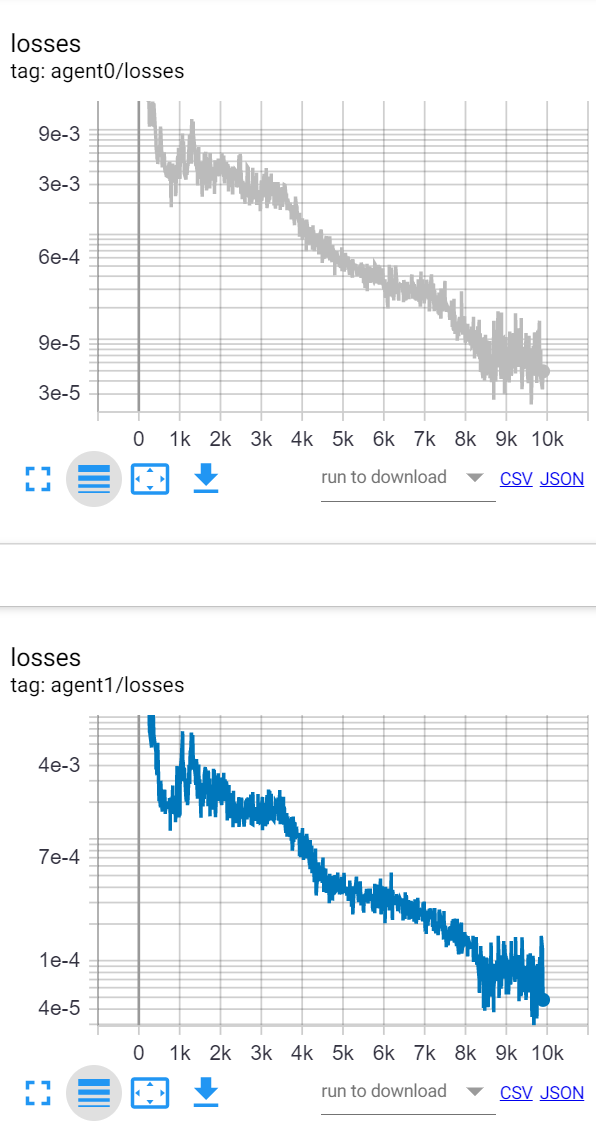 losses
tag: agent0/losses
9e-3
3e-3
6e-4
9e-5
3e-5
0 1k 2k 3k 4k 5k 6k 7k 8k 9k 10k
run to download CSV JSON
losses
tag: agent1/losses
4e-3
7e-4
1e-4
4e-5
0 1k 2k 3k 4k 5k 6k 7k 8k 9k 10k
run to download CSV JSON